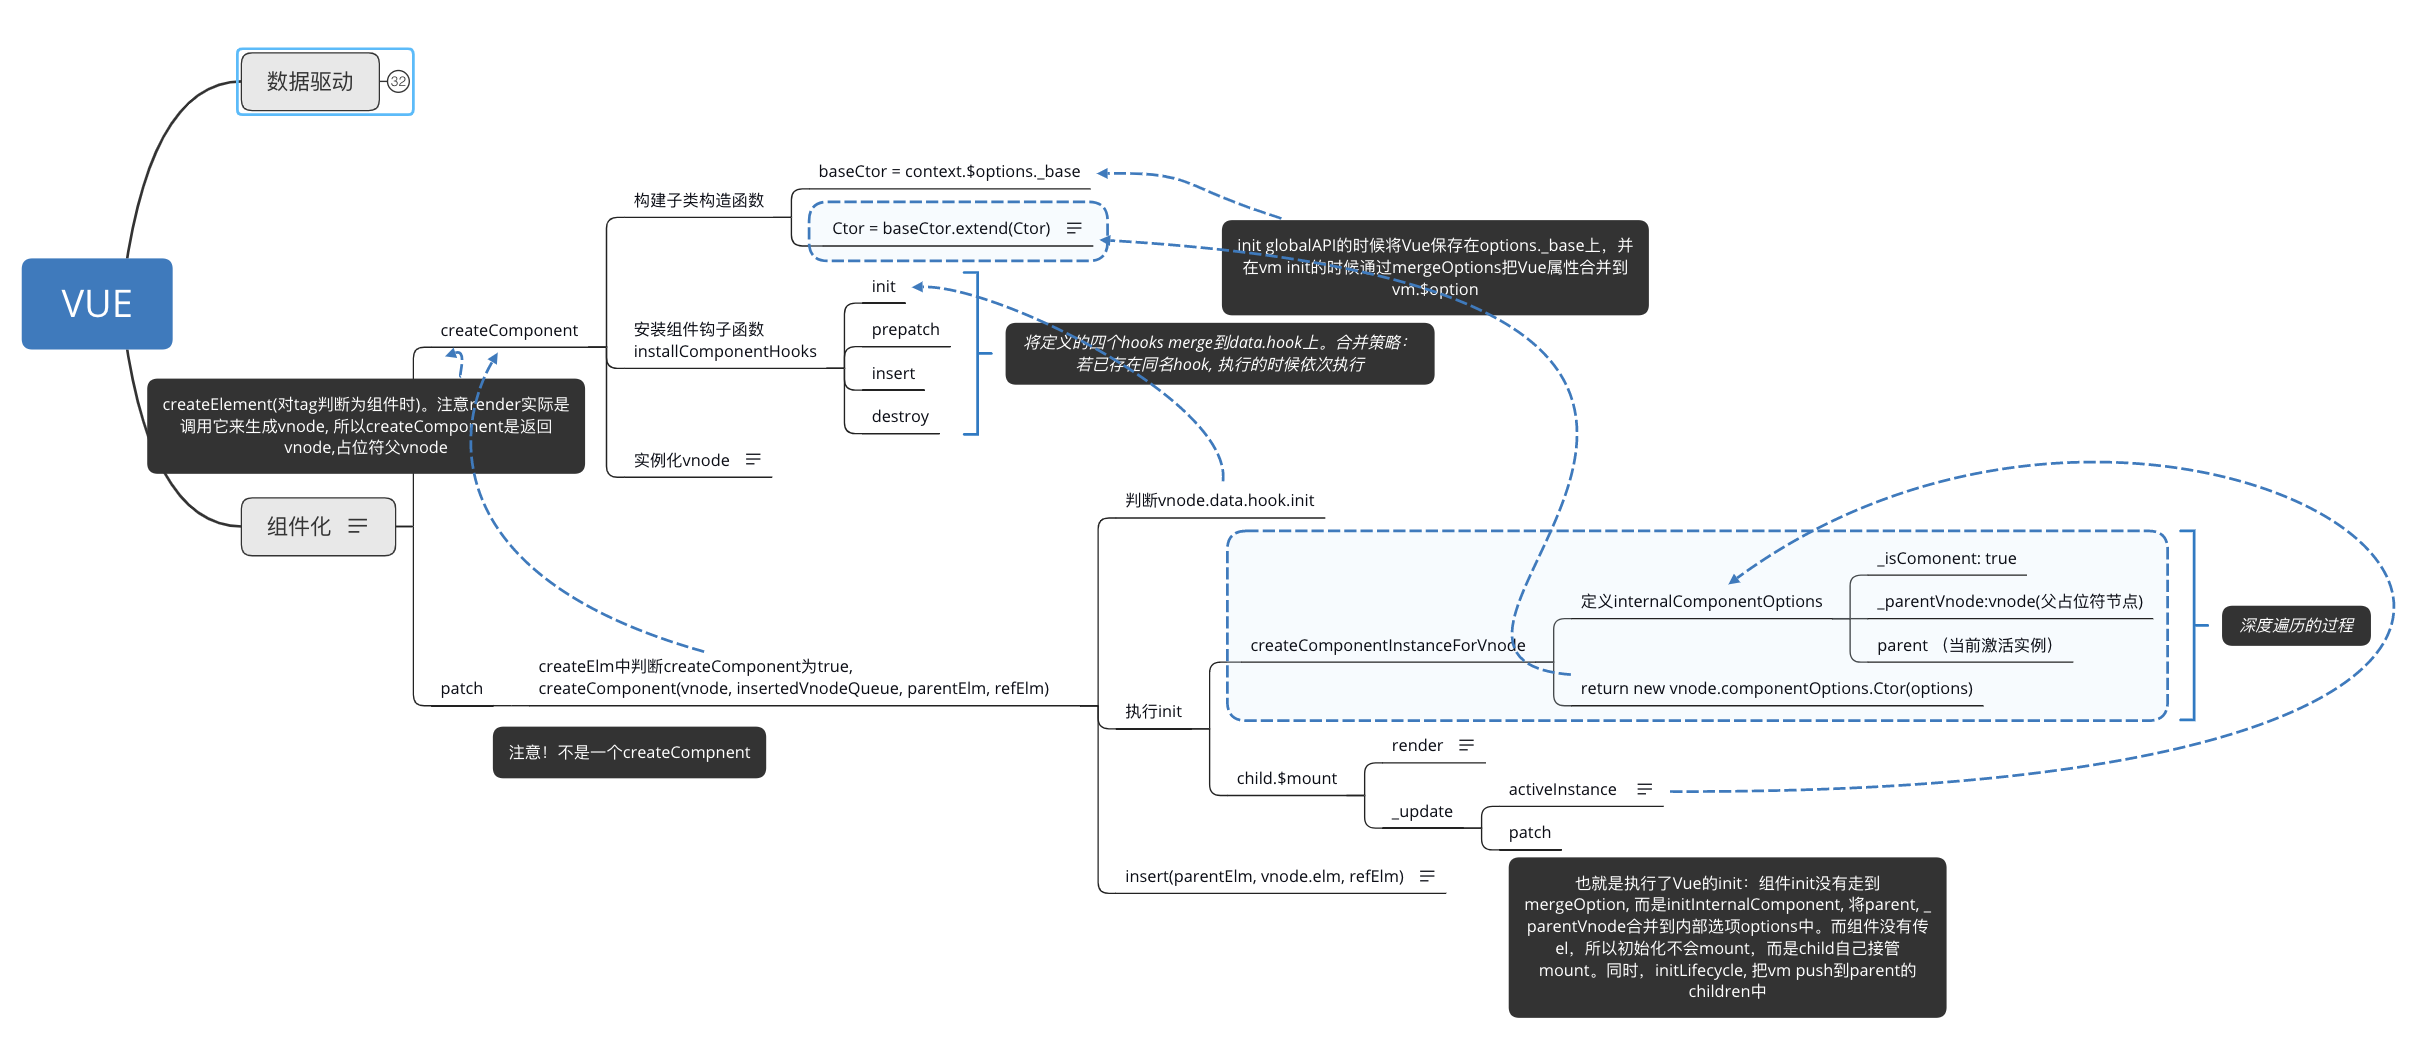 数据驱动
32
VUE
baseCtor = context.$options._base
构建子类构造函数
Ctor = baseCtor.extend(Ctor)
init globalAPI的时候将Vue保存在options._base上，并
在vm init的时候通过mergeOptions把Vue属性合并到
vm.$option
init
createComponent
安装组件钩子函数
installComponentHooks
prepatch
insert
destroy
将定义的四个hooks merge到data.hook上。合并策略：
若已存在同名hook, 执行的时候依次执行
createElement(对tag判断为组件时)。注意render实际是
调用它来生成vnode, 所以createComponent是返回
vnode,占位符父vnode
实例化vnode
组件化
判断vnode.data.hook.init
_isComonent: true
定义internalComponentOptions
_parentVnode:vnode(父占位符节点)
parent （当前激活实例）
深度遍历的过程
createComponentInstanceForVnode
return new vnode.componentOptions.Ctor(options)
patch
createElm中判断createComponent为true,
createComponent(vnode, insertedVnodeQueue, parentElm, refElm)
执行init
注意！不是一个createCompnent
render
child.$mount
activeInstance
_update
patch
insert(parentElm, vnode.elm, refElm)
也就是执行了Vue的init：组件init没有走到
mergeOption, 而是initInternalComponent, 将parent, _
parentVnode合并到内部选项options中。而组件没有传
el，所以初始化不会mount，而是child自己接管
mount。同时，initLifecycle, 把vm push到parent的
children中